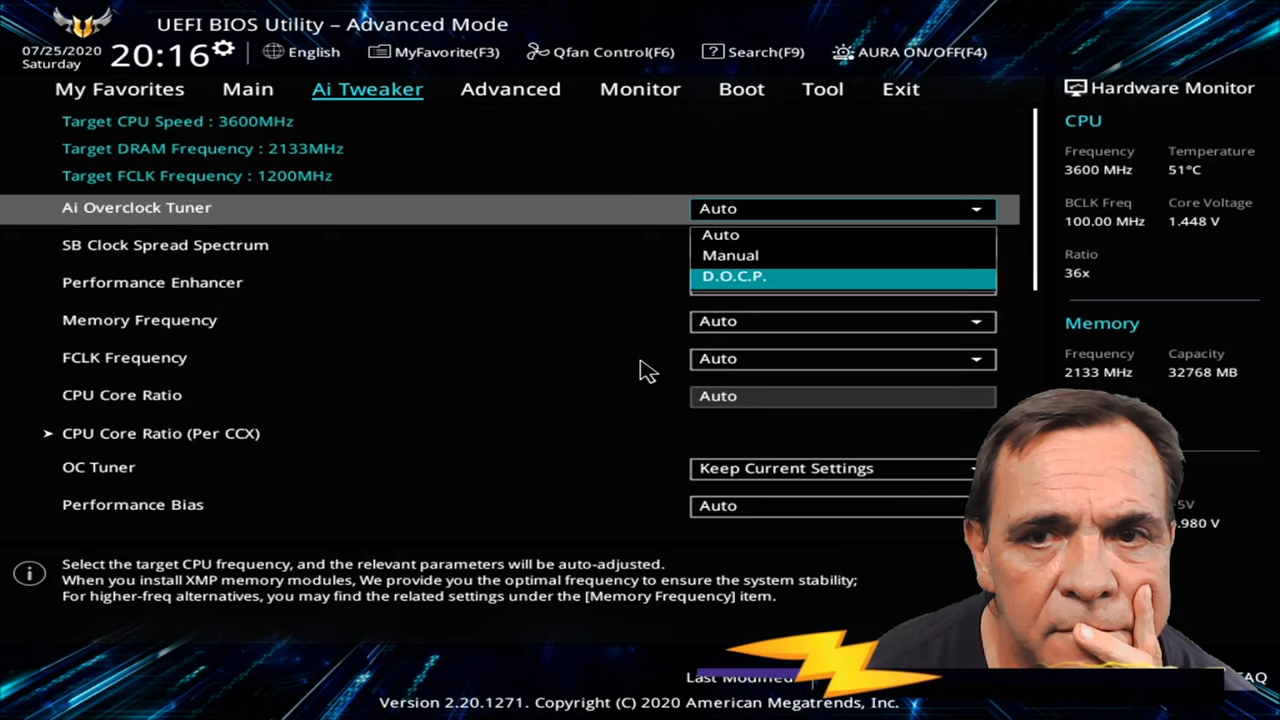 UEFI BIOS Utility – Advanced Mode
07/25/2020
Saturday
20:16
English
MyFavorite(F3)
Qfan Control(F6)
? Search(F9)
AURA ON/OFF(F4)
My Favorites Main Ai Tweaker Advanced Monitor Boot Tool Exit
Hardware Monitor
Target CPU Speed : 3600MHz
Target DRAM Frequency : 2133MHz
Target FCLK Frequency : 1200MHz
Ai Overclock Tuner Auto
Auto
Manual
D.O.C.P.
SB Clock Spread Spectrum
Performance Enhancer
Memory Frequency Auto
FCLK Frequency Auto
CPU Core Ratio Auto
CPU Core Ratio (Per CCX)
OC Tuner Keep Current Settings
Performance Bias Auto
CPU
Frequency Temperature
3600 MHz 51°C
BCLK Freq Core Voltage
100.00 MHz 1.448 V
Ratio
36x
Memory
Frequency Capacity
2133 MHz 32768 MB
5V
.980 V
i
Select the target CPU frequency, and the relevant parameters will be auto-adjusted.
When you install XMP memory modules, We provide you the optimal frequency to ensure the system stability;
For higher-freq alternatives, you may find the related settings under the [Memory Frequency] item.
Last Modified
FAQ
Version 2.20.1271. Copyright (C) 2020 American Megatrends, Inc.